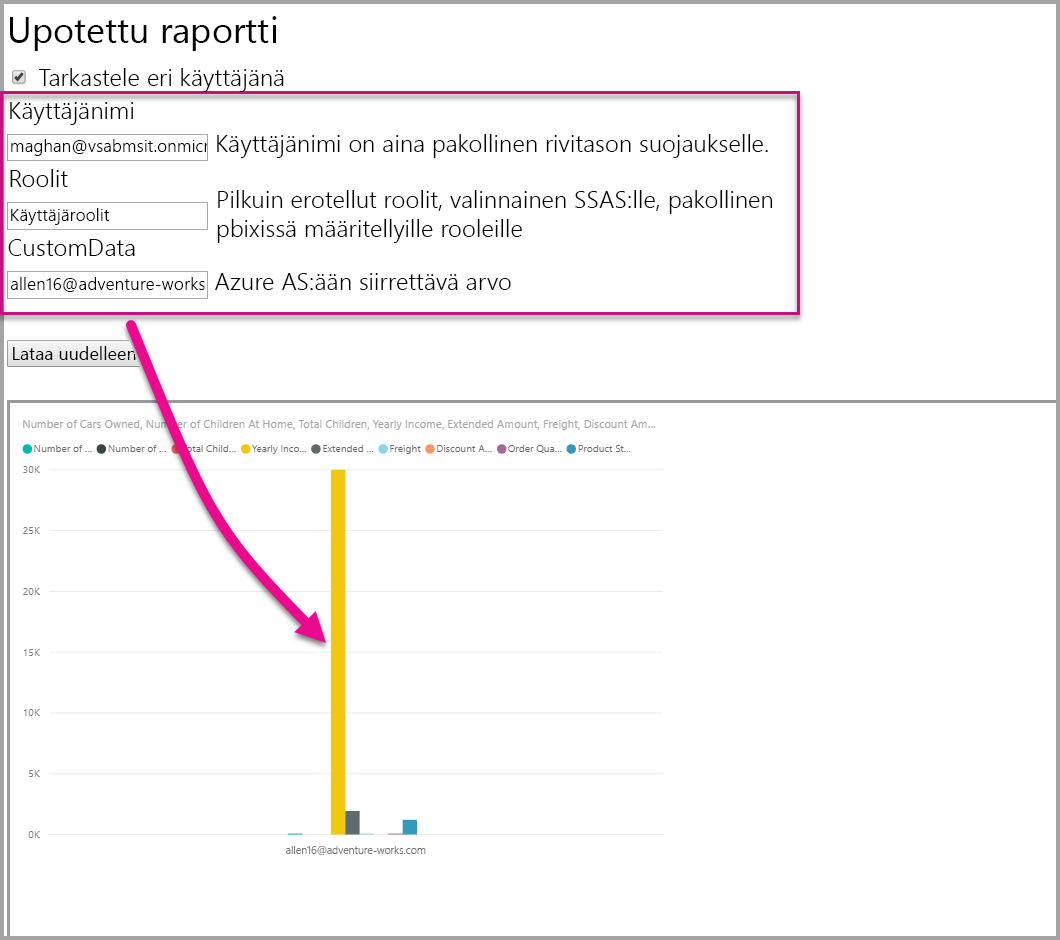 Upotettu raportti
Tarkastele eri käyttäjänä
Käyttäjänimi
maghan@vsabmsit.onmicr Käyttäjänimi on aina pakollinen rivitason suojaukselle.
Roolit
Käyttäjäroolit
Pilkuin erotellut roolit, valinnainen SSAS:lle, pakollinen
pbixissä määritellyille rooleille
CustomData
allen16@adventure-works Azure AS:ään siirrettävä arvo
Lataa uudelleen
Number of Cars Owned, Number of Children At Home, Total Children, Yearly Income, Extended Amount, Freight, Discount Am...
Number of ... Number of ... Total Child... Yearly Inco... Extended ... Freight Discount A... Order Qua... Product St...
30K
25K
20K
15K
10K
5K
0K
allen16@adventure-works.com